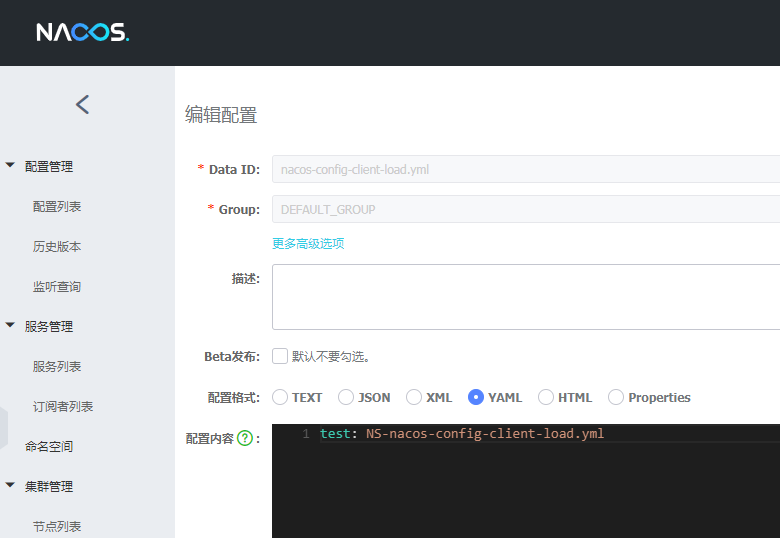 NACOS.
编辑配置
配置管理
配置列表
历史版本
监听查询
服务管理
服务列表
订阅者列表
命名空间
集群管理
节点列表
* Data ID: nacos-config-client-load.yml
* Group: DEFAULT_GROUP
更多高级选项
描述:
Beta发布: 默认不要勾选。
配置格式: TEXT JSON XML YAML HTML Properties
配置内容 ? :
1 test: NS-nacos-config-client-load.yml